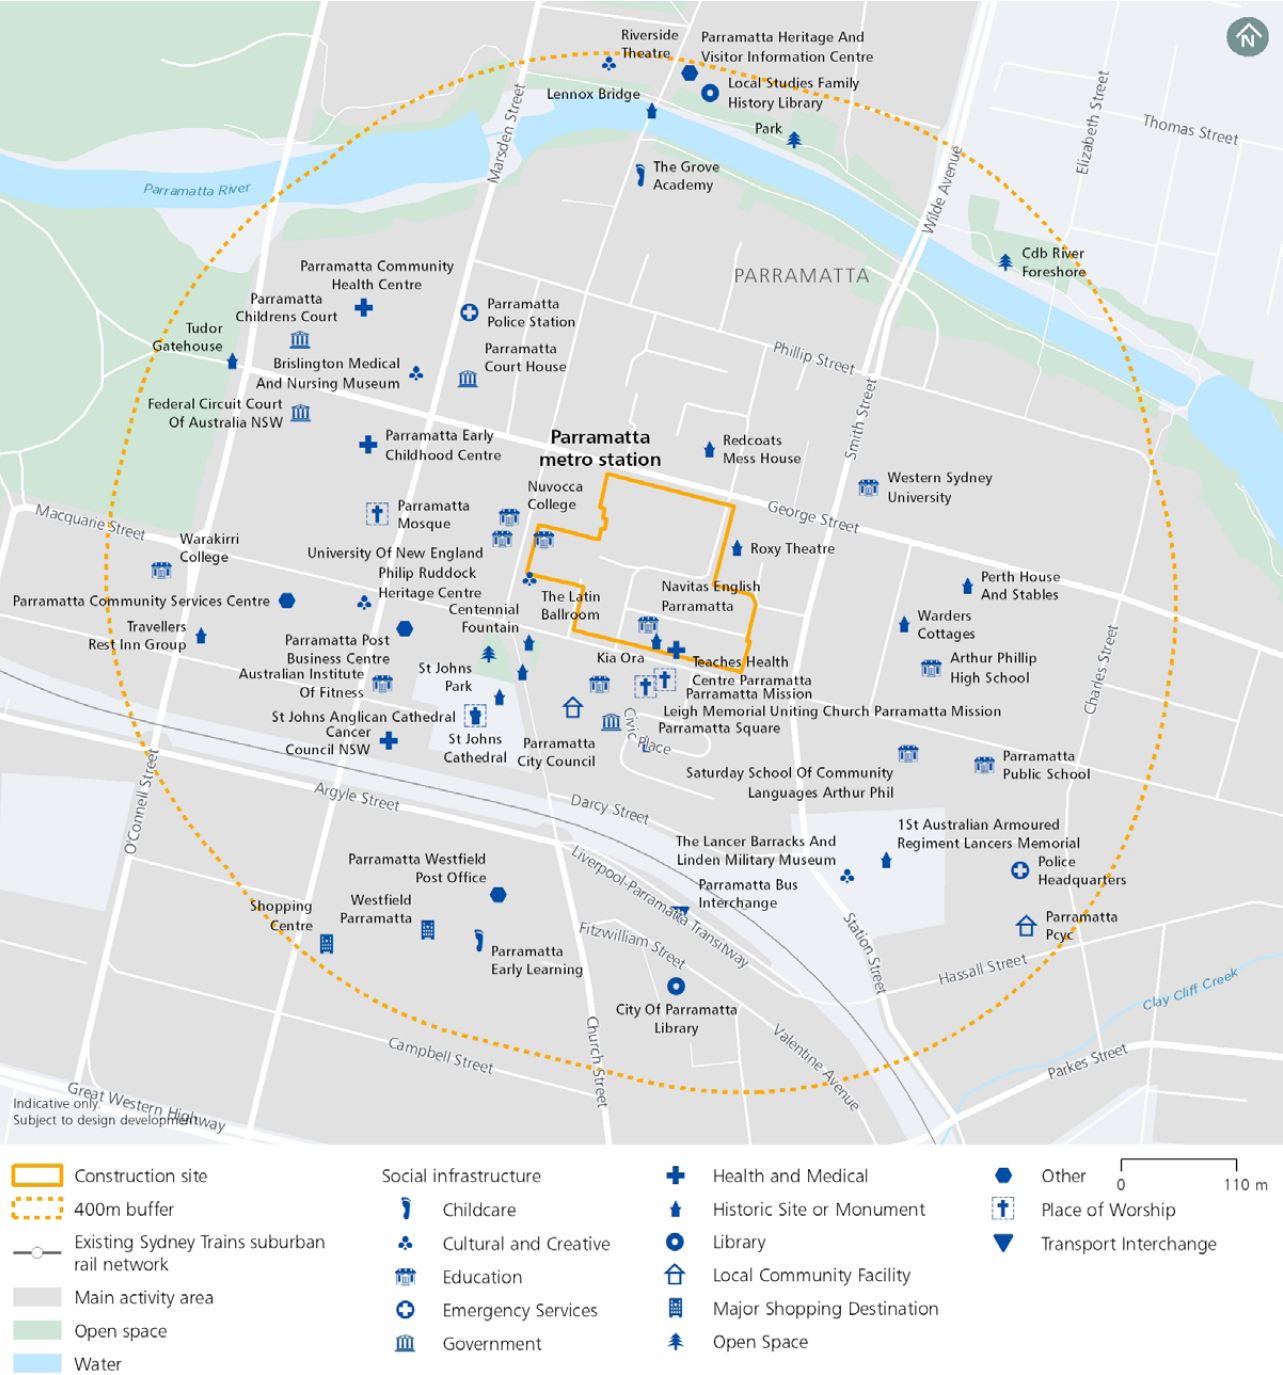 Riverside
Theatre
Parramatta Heritage And
Visitor Information Centre
N
Local Studies Family
History Library
Lennox Bridge
Park
Marsden Street
Elizabeth Street
Thomas Street
Wilde Avenue
The Grove
Academy
Parramatta River
Cdb River
Foreshore
PARRAMATTA
Parramatta Community
Health Centre
Parramatta
Childrens Court
Parramatta
Police Station
Tudor
Gatehouse
Parramatta
Court House
Brislington Medical
And Nursing Museum
Phillip Street
Smith Street
Federal Circuit Court
Of Australia NSW
Parramatta Early
Childhood Centre
Parramatta
metro station
Redcoats
Mess House
Western Sydney
University
Nuvocca
College
Macquarie Street
Parramatta
Mosque
George Street
Warakirri
College
University Of New England
Philip Ruddock
Heritage Centre
Roxy Theatre
Navitas English
Parramatta
Perth House
And Stables
Parramatta Community Services Centre
The Latin
Ballroom
Centennial
Fountain
Warders
Cottages
Travellers
Rest Inn Group
Parramatta Post
Business Centre
Charles Street
Kia Ora
Teaches Health
Centre Parramatta
Arthur Phillip
High School
Australian Institute
Of Fitness
St Johns
Park
Parramatta Mission
Leigh Memorial Uniting Church Parramatta Mission
St Johns Anglican Cathedral
Civic Place
Parramatta Square
Cancer
Council NSW
St Johns
Cathedral
Parramatta
City Council
Saturday School Of Community
Languages Arthur Phil
Parramatta
Public School
O'Connell Street
Argyle Street
Darcy Street
1St Australian Armoured
Regiment Lancers Memorial
The Lancer Barracks And
Linden Military Museum
Police
Headquarters
Parramatta Westfield
Post Office
Liverpool-Parramatta Transitway
Parramatta Bus
Interchange
Shopping
Centre
Westfield
Parramatta
Parramatta
Pcyc
Station Street
Fitzwilliam Street
Parramatta
Early Learning
Hassall Street
Clay Cliff Creek
City Of Parramatta
Library
Church Street
Campbell Street
Valentine Avenue
Parkes Street
Great Western Highway
Indicative only.
Subject to design development
Construction site
400m buffer
Existing Sydney Trains suburban
rail network
Main activity area
Open space
Water
Social infrastructure
Childcare
Cultural and Creative
Education
Emergency Services
Government
Health and Medical
Historic Site or Monument
Library
Local Community Facility
Major Shopping Destination
Open Space
Other
Place of Worship
Transport Interchange
0 110 m